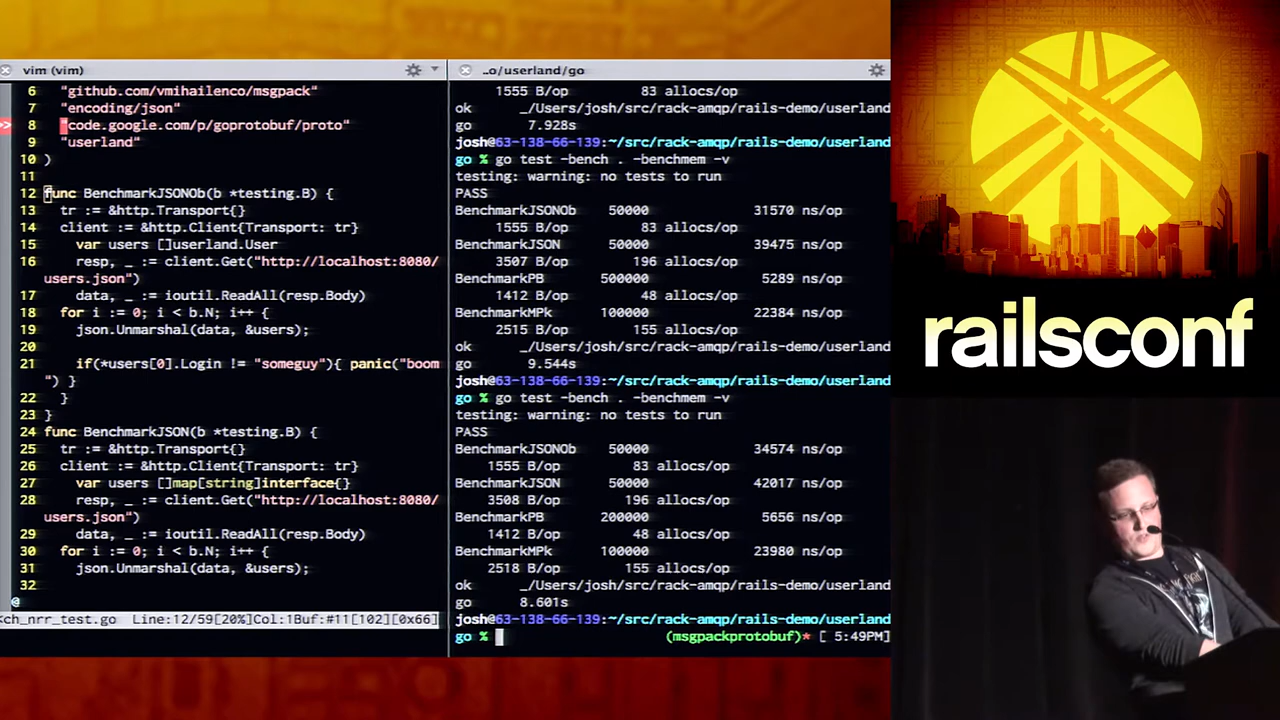 vim (vim)
6 "github.com/vmihailenco/msgpack"
7 "encoding/json"
>> 8 "code.google.com/p/goprotobuf/proto"
9 "userland"
10 )
11
12 func BenchmarkJSONOb(b *testing.B) {
13 tr := &http.Transport{}
14 client := &http.Client{Transport: tr}
15 var users []userland.User
16 resp, _ := client.Get("http://localhost:8080/
users.json")
17 data, _ := ioutil.ReadAll(resp.Body)
18 for i := 0; i < b.N; i++ {
19 json.Unmarshal(data, &users);
20
21 if(*users[0].Login != "someguy"){ panic("boom
") }
22 }
23 }
24 func BenchmarkJSON(b *testing.B) {
25 tr := &http.Transport{}
26 client := &http.Client{Transport: tr}
27 var users []map[string]interface{}
28 resp, _ := client.Get("http://localhost:8080/
users.json")
29 data, _ := ioutil.ReadAll(resp.Body)
30 for i := 0; i < b.N; i++ {
31 json.Unmarshal(data, &users);
32
@
<ch_nrr_test.go Line:12/59[20%]Col:1Buf:#11[102][0x66]
..o/userland/go
1555 B/op 83 allocs/op
ok _/Users/josh/src/rack-amqp/rails-demo/userland
go 7.928s
josh@63-138-66-139:~/src/rack-amqp/rails-demo/userland
go % go test -bench . -benchmem -v
testing: warning: no tests to run
PASS
BenchmarkJSONOb 50000 31570 ns/op
1555 B/op 83 allocs/op
BenchmarkJSON 50000 39475 ns/op
3507 B/op 196 allocs/op
BenchmarkPB 500000 5289 ns/op
1412 B/op 48 allocs/op
BenchmarkMPk 100000 22384 ns/op
2515 B/op 155 allocs/op
ok _/Users/josh/src/rack-amqp/rails-demo/userland
go 9.544s
josh@63-138-66-139:~/src/rack-amqp/rails-demo/userland
go % go test -bench . -benchmem -v
testing: warning: no tests to run
PASS
BenchmarkJSONOb 50000 34574 ns/op
1555 B/op 83 allocs/op
BenchmarkJSON 50000 42017 ns/op
3508 B/op 196 allocs/op
BenchmarkPB 200000 5656 ns/op
1412 B/op 48 allocs/op
BenchmarkMPk 100000 23980 ns/op
2518 B/op 155 allocs/op
ok _/Users/josh/src/rack-amqp/rails-demo/userland
go 8.601s
josh@63-138-66-139:~/src/rack-amqp/rails-demo/userland
go % (msgpackprotobuf)* [ 5:49PM]
railsconf